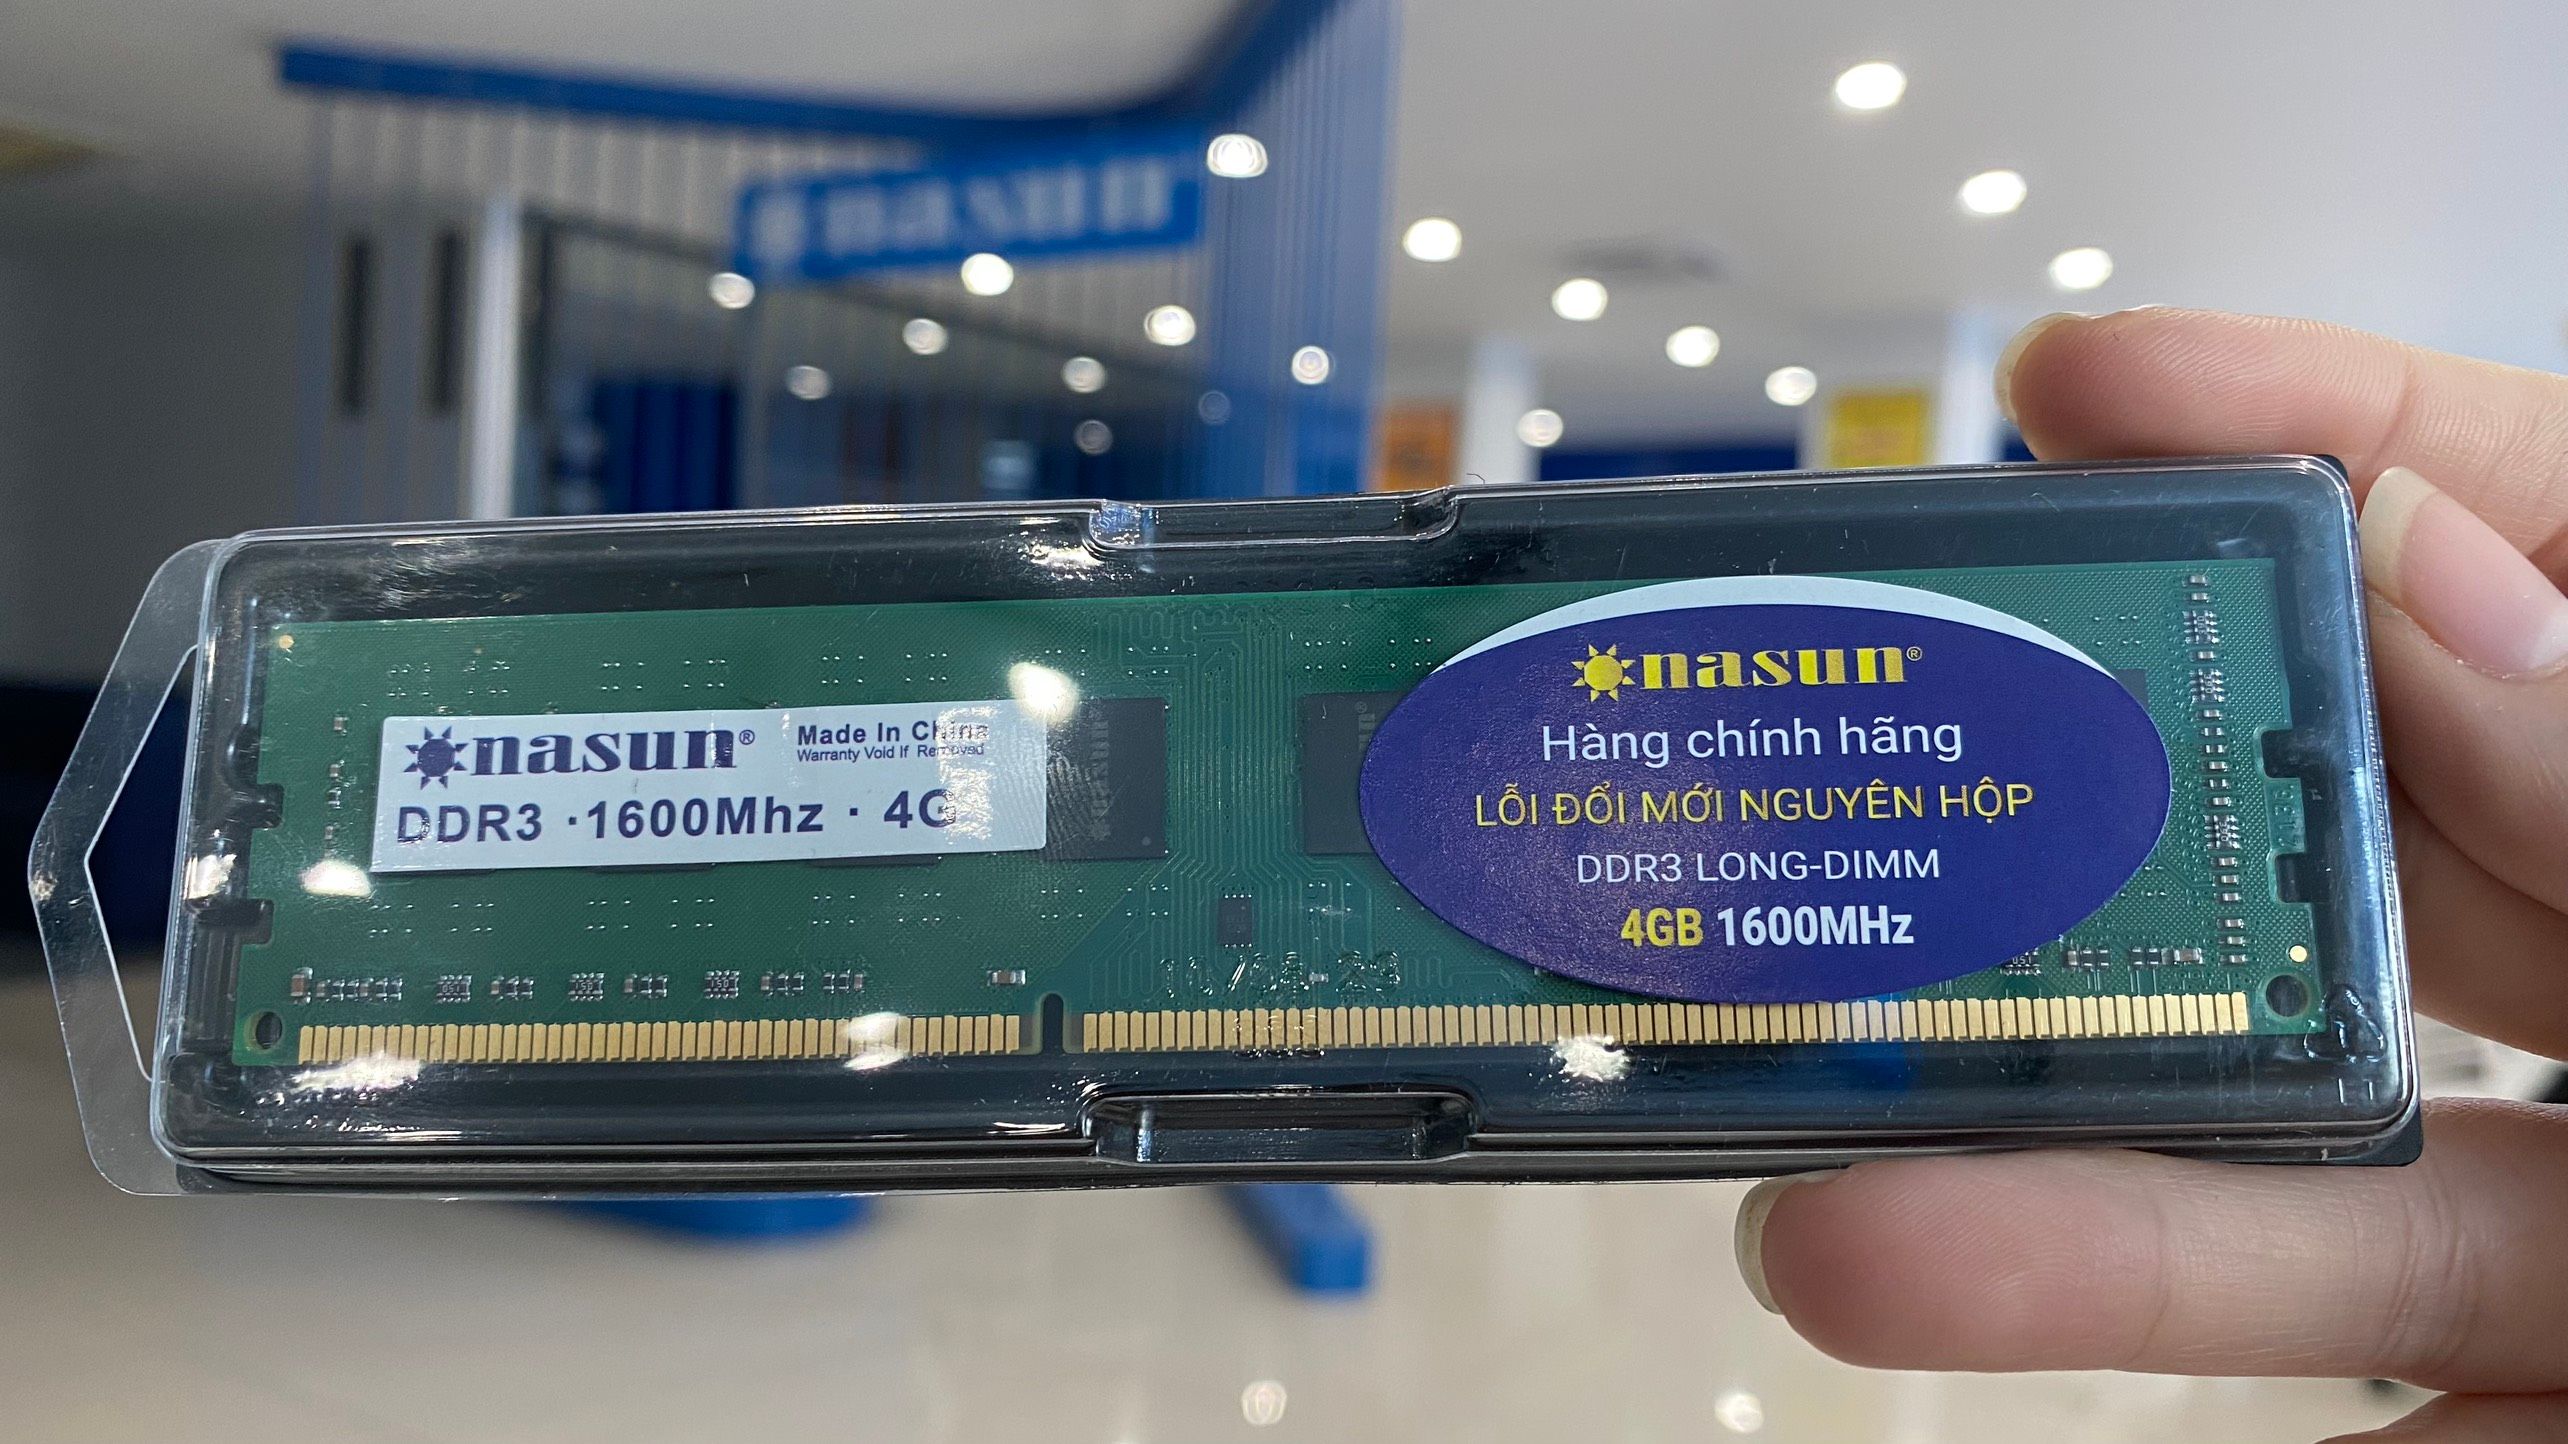 nasun
nasun®
Made In China
Warranty Void If Removed
DDR3 · 1600Mhz · 4G
nasun®
Hàng chính hãng
LỖI ĐỔI MỚI NGUYÊN HỘP
DDR3 LONG-DIMM
4GB 1600MHz